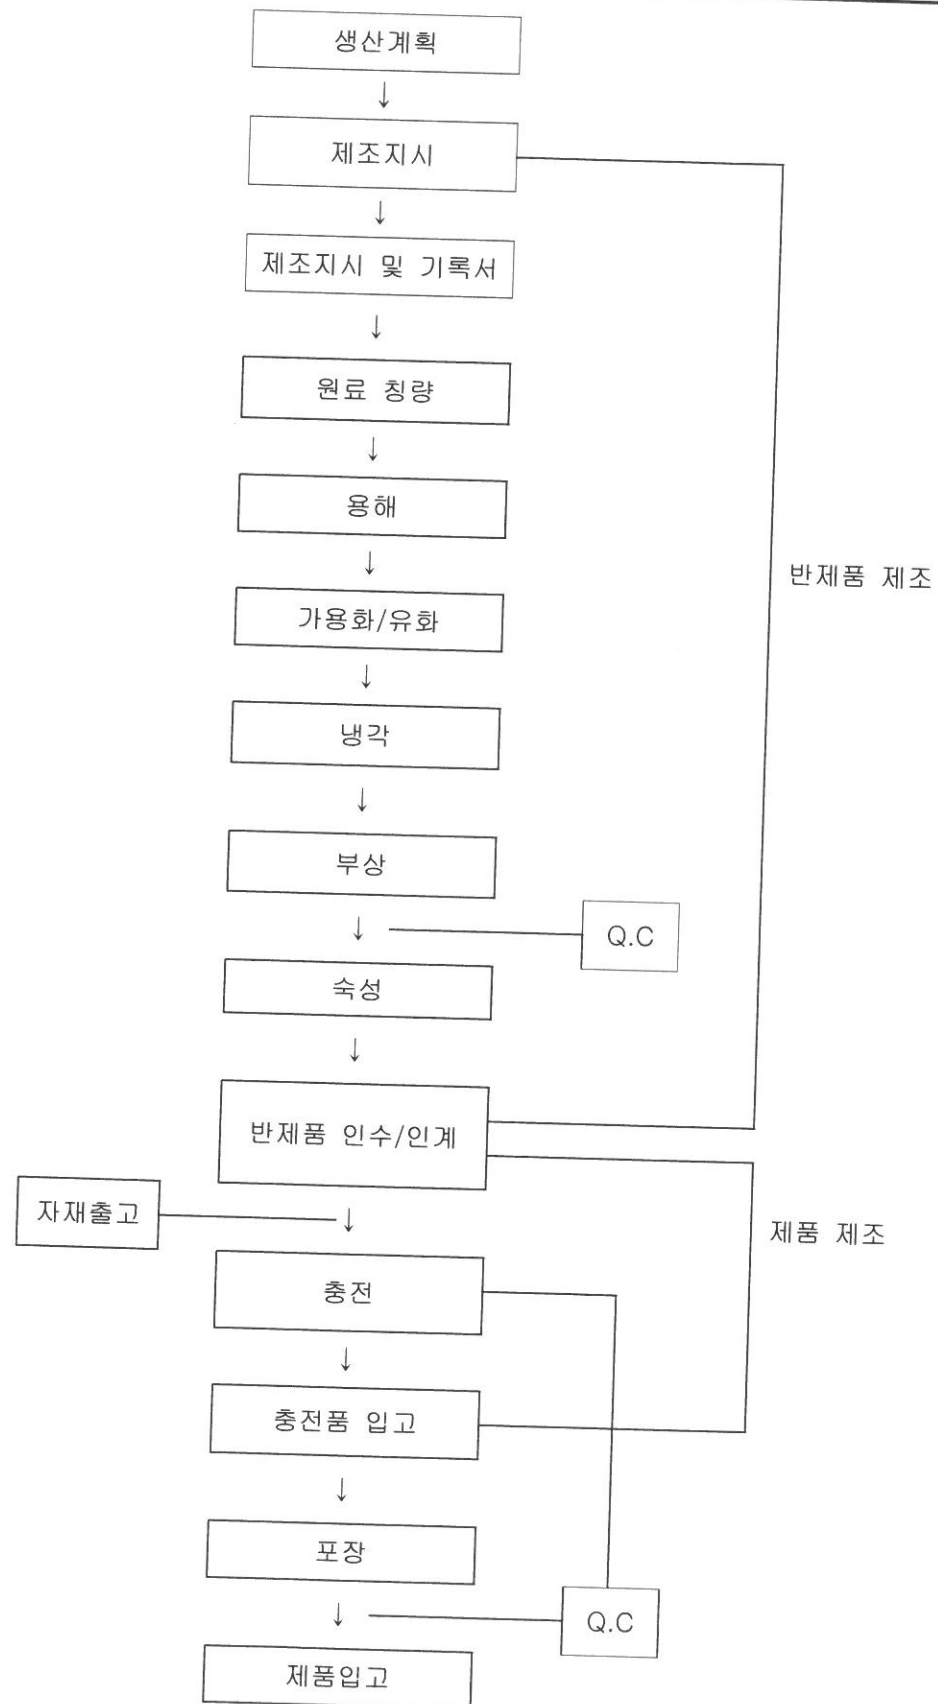 생산계획
제조지시
제조지시 및 기록서
원료 칭량
용해
반제품 제조
가용화/유화
냉각
부상
Q.C
숙성
반제품 인수/인계
자재출고
제품 제조
충전
충전품 입고
포장
Q.C
제품입고